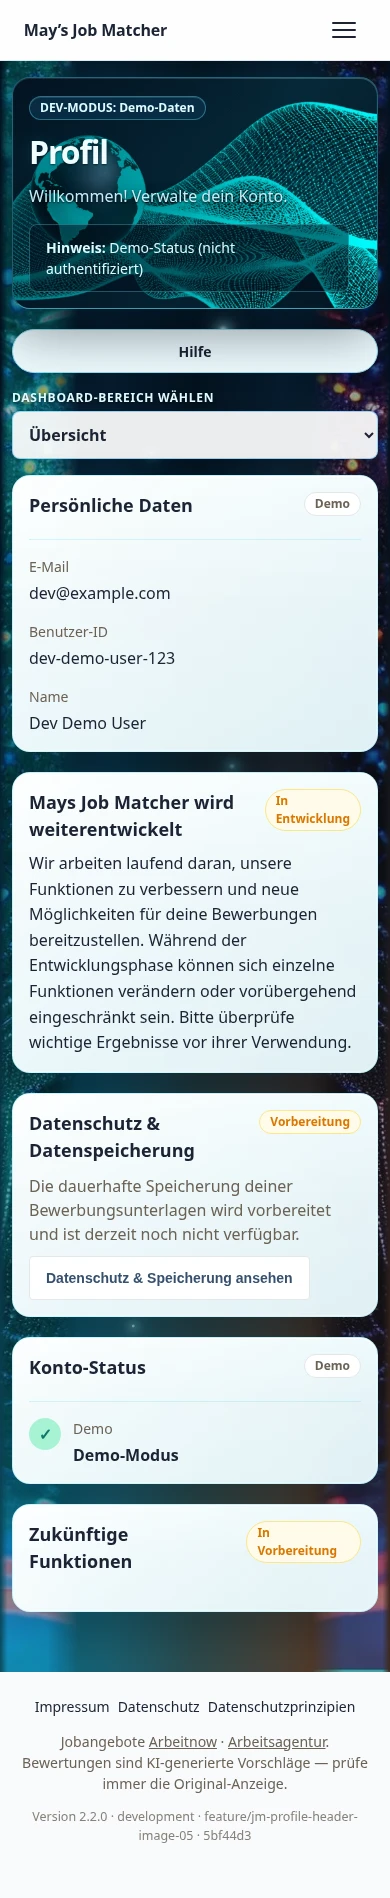 May's Job Matcher
DEV-MODUS: Demo-Daten
Profil
Willkommen! Verwalte dein Konto.
Hinweis: Demo-Status (nicht
authentifiziert)
Hilfe
DASHBOARD-BEREICH WÄHLEN
Übersicht
Persönliche Daten
Demo
E-Mail
dev@example.com
Benutzer-ID
dev-demo-user-123
Name
Dev Demo User
Mays Job Matcher wird
weiterentwickelt
In
Entwicklung
Wir arbeiten laufend daran, unsere
Funktionen zu verbessern und neue
Möglichkeiten für deine Bewerbungen
bereitzustellen. Während der
Entwicklungsphase können sich einzelne
Funktionen verändern oder vorübergehend
eingeschränkt sein. Bitte überprüfe
wichtige Ergebnisse vor ihrer Verwendung.
Datenschutz &
Datenspeicherung
Vorbereitung
Die dauerhafte Speicherung deiner
Bewerbungsunterlagen wird vorbereitet
und ist derzeit noch nicht verfügbar.
Datenschutz & Speicherung ansehen
Konto-Status
Demo
✓
Demo
Demo-Modus
Zukünftige
Funktionen
In
Vorbereitung
Impressum Datenschutz Datenschutzprinzipien
Jobangebote Arbeitnow · Arbeitsagentur.
Bewertungen sind KI-generierte Vorschläge — prüfe
immer die Original-Anzeige.
Version 2.2.0 · development · feature/jm-profile-header-
image-05 · 5bf44d3